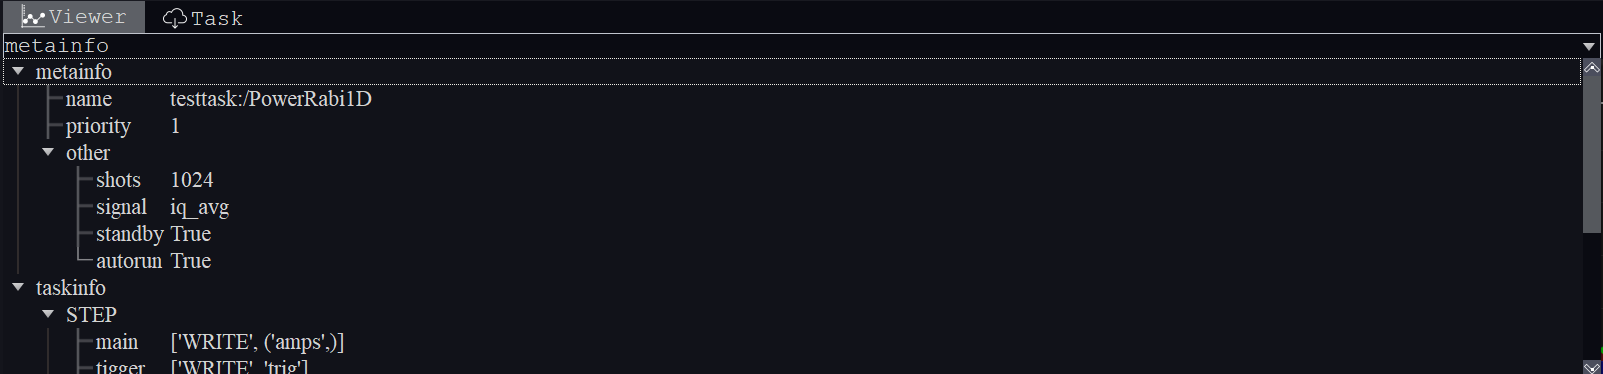 Viewer Task
metainfo
metainfo
name testtask:/PowerRabi1D
priority 1
other
shots 1024
signal iq_avg
standby True
autorun True
taskinfo
STEP
main ['WRITE', ('amps',)]
tigger ['WRITE', 'trig']